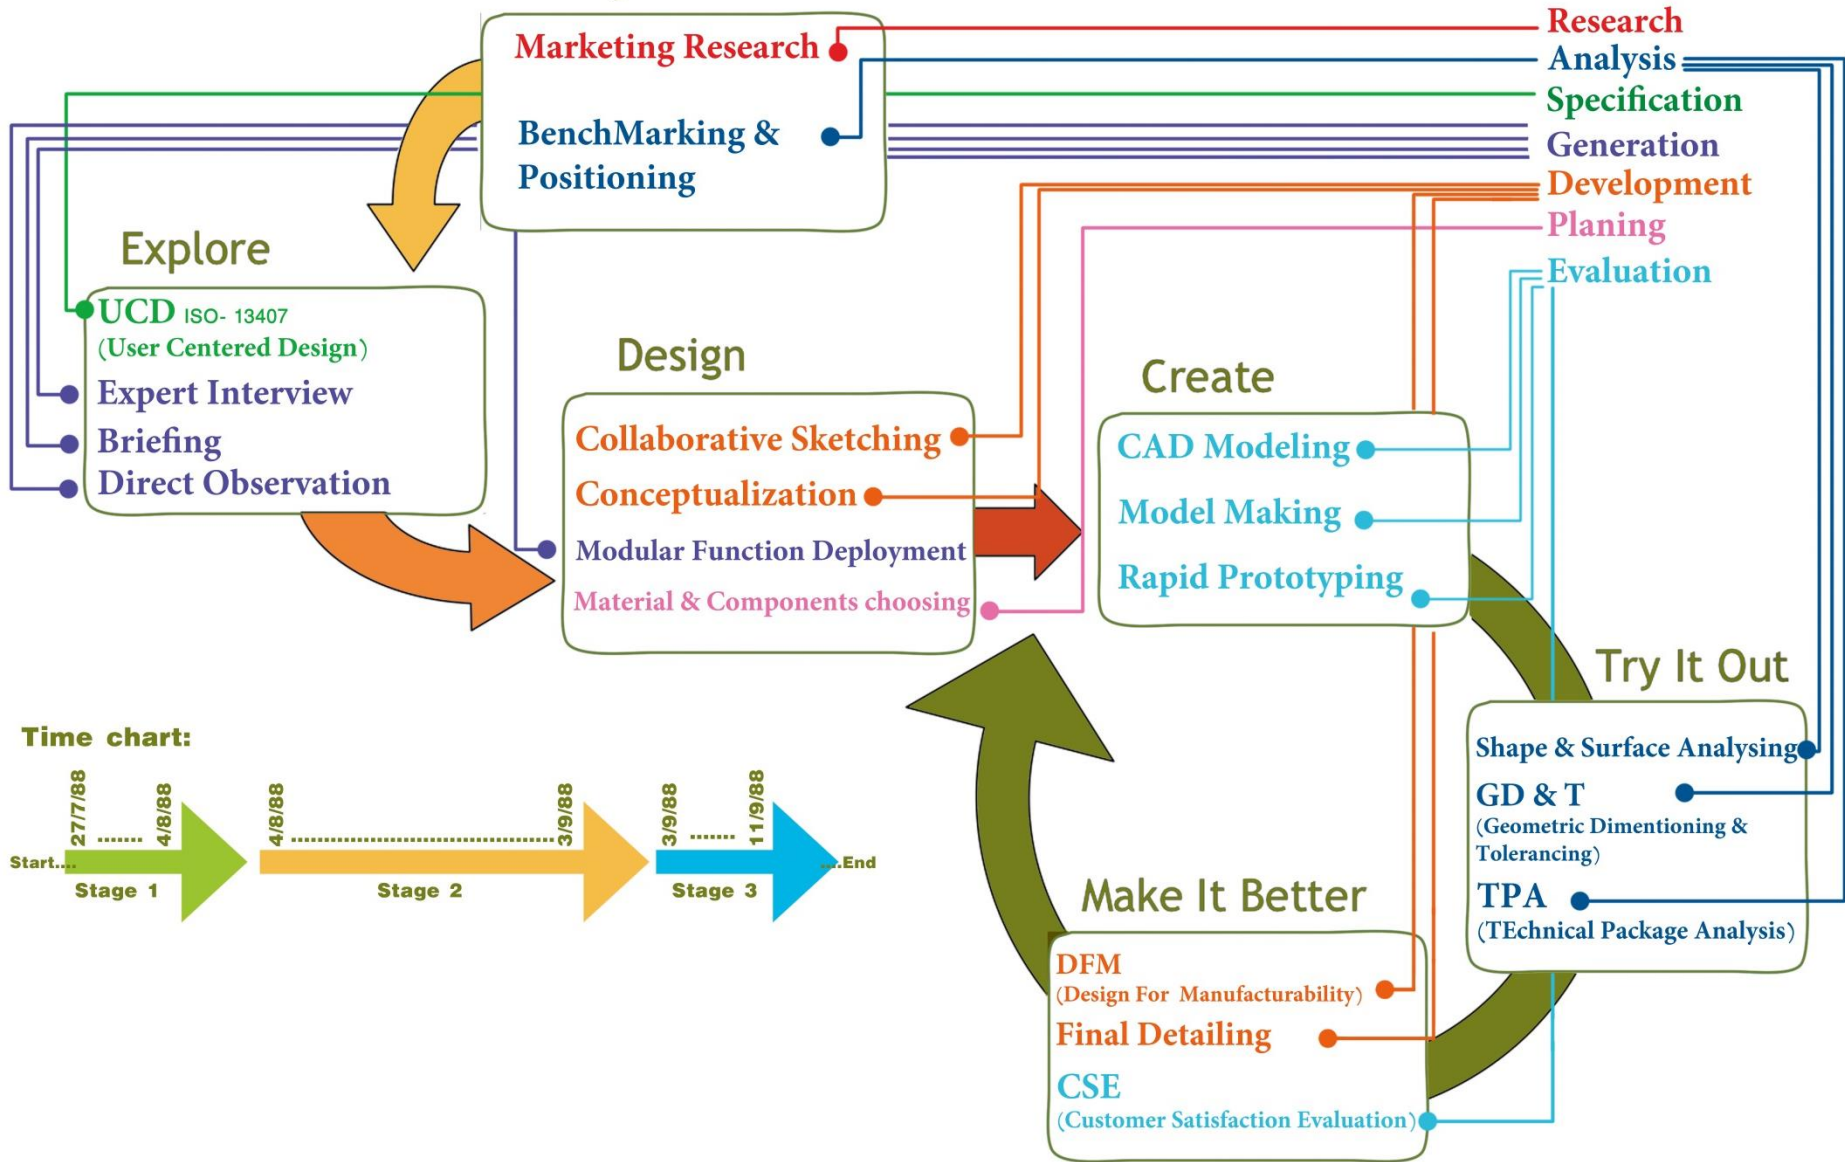 Marketing Research
BenchMarking &
Positioning
Research
Analysis
Specification
Generation
Development
Planing
Evaluation
Explore
UCD ISO- 13407
(User Centered Design)
Expert Interview
Briefing
Direct Observation
Design
Collaborative Sketching
Conceptualization
Modular Function Deployment
Material & Components choosing
Create
CAD Modeling
Model Making
Rapid Prototyping
Try It Out
Shape & Surface Analysing
GD & T
(Geometric Dimentioning &
Tolerancing)
TPA
(TEchnical Package Analysis)
Make It Better
DFM
(Design For Manufacturability)
Final Detailing
CSE
(Customer Satisfaction Evaluation)
Time chart:
27/7/88 ....... 4/8/88
4/8/88 ........ 3/9/88
3/9/88 ....... 11/9/88
Start....
Stage 1
Stage 2
Stage 3
....End